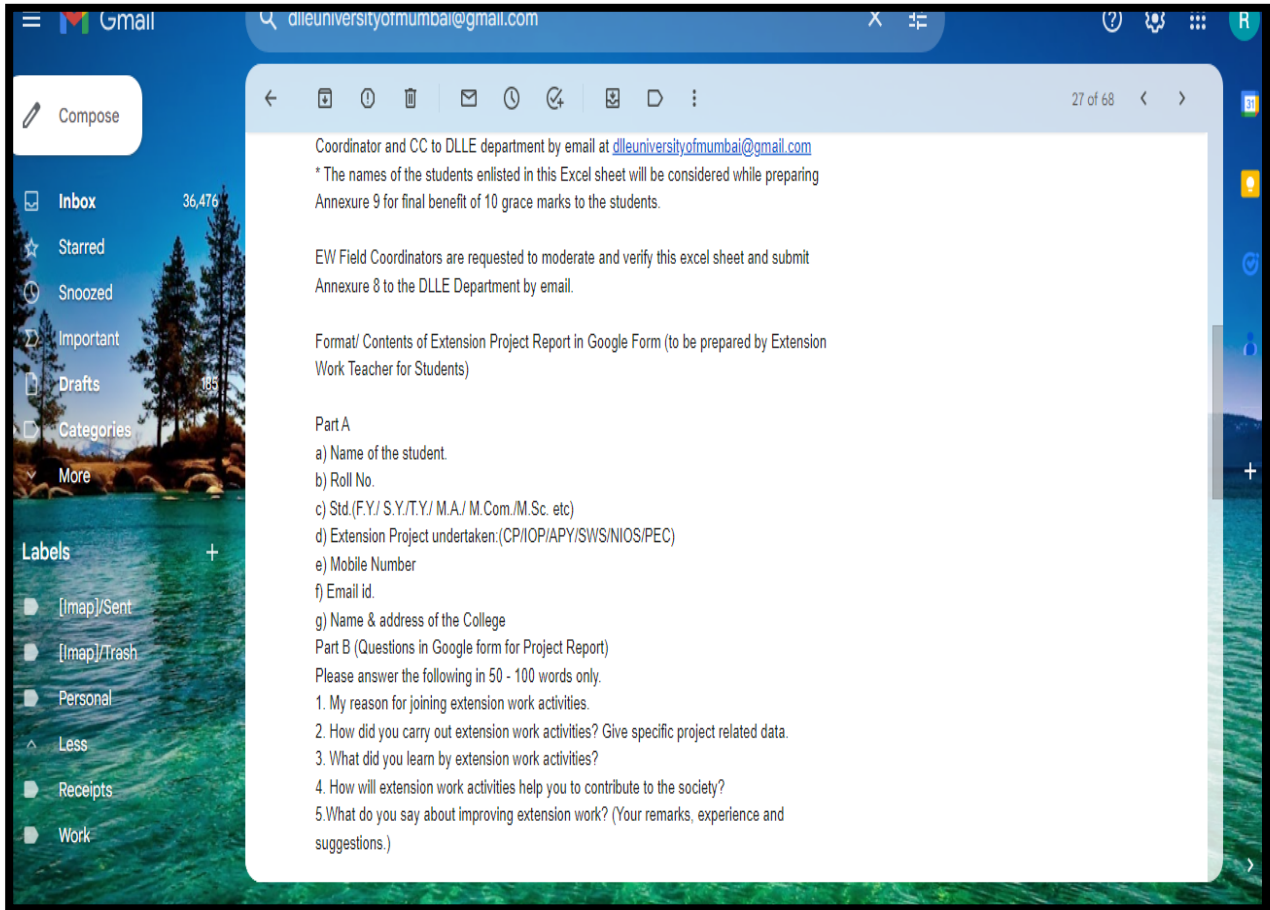 Gmail
dlleuniversityofmumbai@gmail.com
R
Compose
27 of 68
31
Inbox 36,476
Starred
Snoozed
Important
Drafts 185
Categories
More
Labels
[Imap]/Sent
[Imap]/Trash
Personal
Less
Receipts
Work
Coordinator and CC to DLLE department by email at dlleuniversityofmumbai@gmail.com
* The names of the students enlisted in this Excel sheet will be considered while preparing
Annexure 9 for final benefit of 10 grace marks to the students.
EW Field Coordinators are requested to moderate and verify this excel sheet and submit
Annexure 8 to the DLLE Department by email.
Format/ Contents of Extension Project Report in Google Form (to be prepared by Extension
Work Teacher for Students)
Part A
a) Name of the student.
b) Roll No.
c) Std.(F.Y./ S.Y./T.Y./ M.A./ M.Com./M.Sc. etc)
d) Extension Project undertaken:(CP/IOP/APY/SWS/NIOS/PEC)
e) Mobile Number
f) Email id.
g) Name & address of the College
Part B (Questions in Google form for Project Report)
Please answer the following in 50 - 100 words only.
1. My reason for joining extension work activities.
2. How did you carry out extension work activities? Give specific project related data.
3. What did you learn by extension work activities?
4. How will extension work activities help you to contribute to the society?
5.What do you say about improving extension work? (Your remarks, experience and
suggestions.)